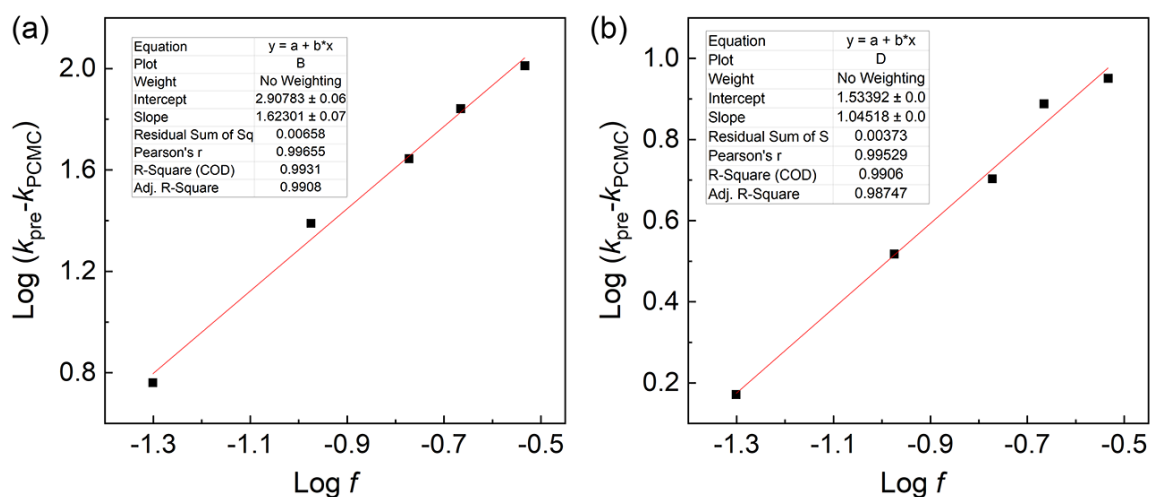 (a)
Equation y = a + b*x
Plot B
Weight No Weighting
Intercept 2.90783 ± 0.06
Slope 1.62301 ± 0.07
Residual Sum of Sq 0.00658
Pearson's r 0.99655
R-Square (COD) 0.9931
Adj. R-Square 0.9908
2.0
1.6
1.2
0.8
Log (kpre-kPCMC)
-1.3 -1.1 -0.9 -0.7 -0.5
Log f
(b)
Equation y = a + b*x
Plot D
Weight No Weighting
Intercept 1.53392 ± 0.0
Slope 1.04518 ± 0.0
Residual Sum of S 0.00373
Pearson's r 0.99529
R-Square (COD) 0.9906
Adj. R-Square 0.98747
1.0
0.8
0.6
0.4
0.2
Log (kpre-kPCMC)
-1.3 -1.1 -0.9 -0.7 -0.5
Log f